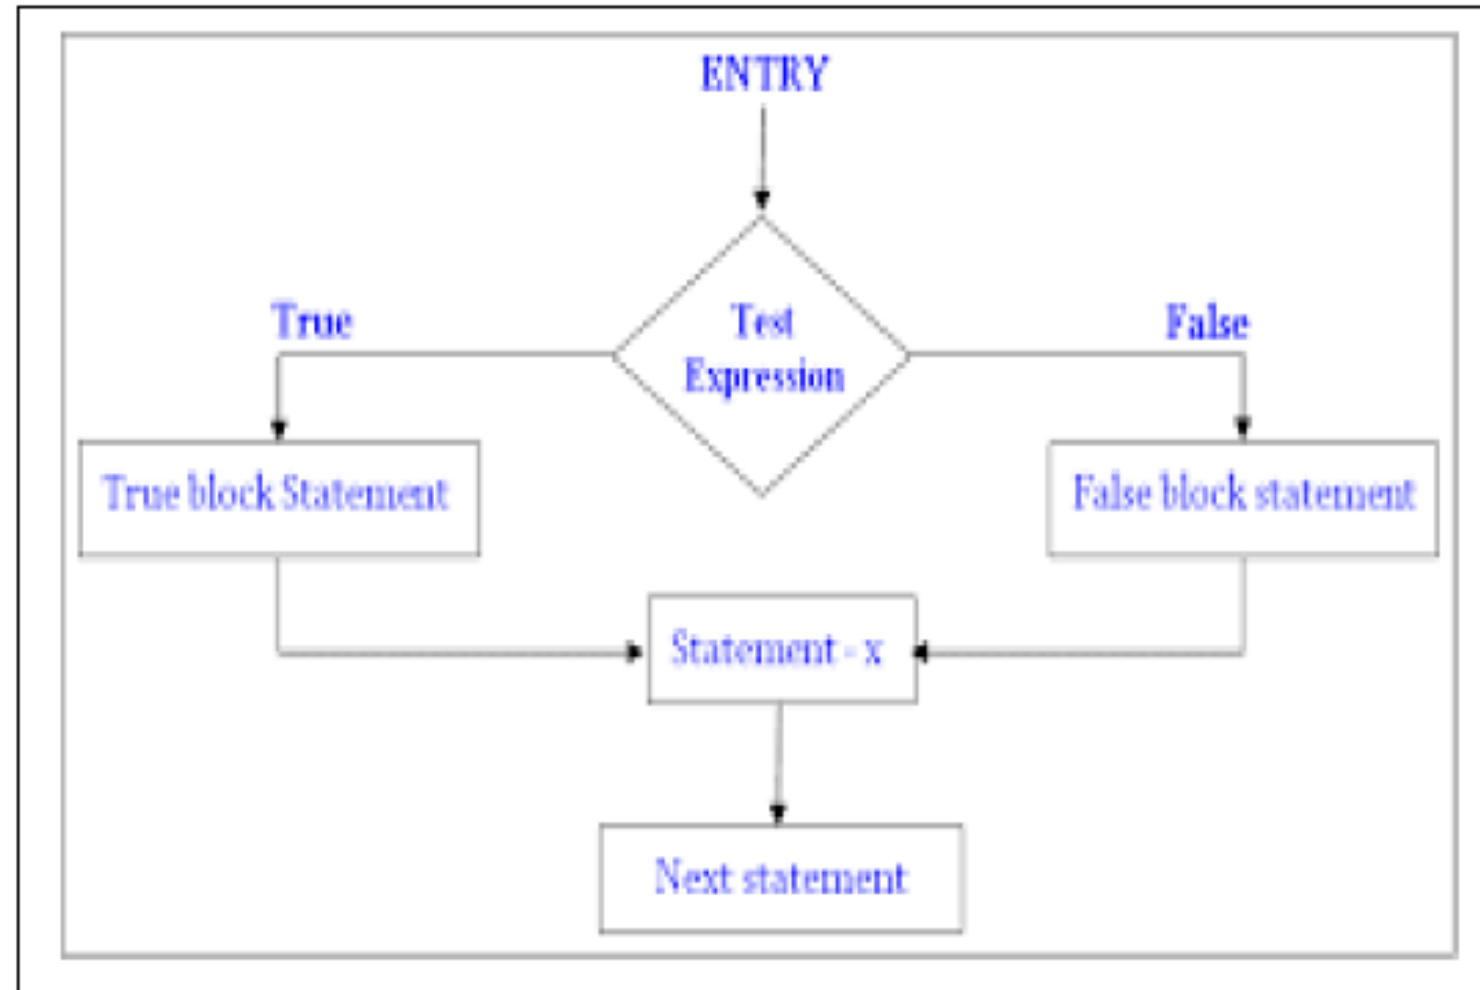 ENTRY
True
Test
Expression
False
True block Statement
False block statement
Statement - x
Next statement